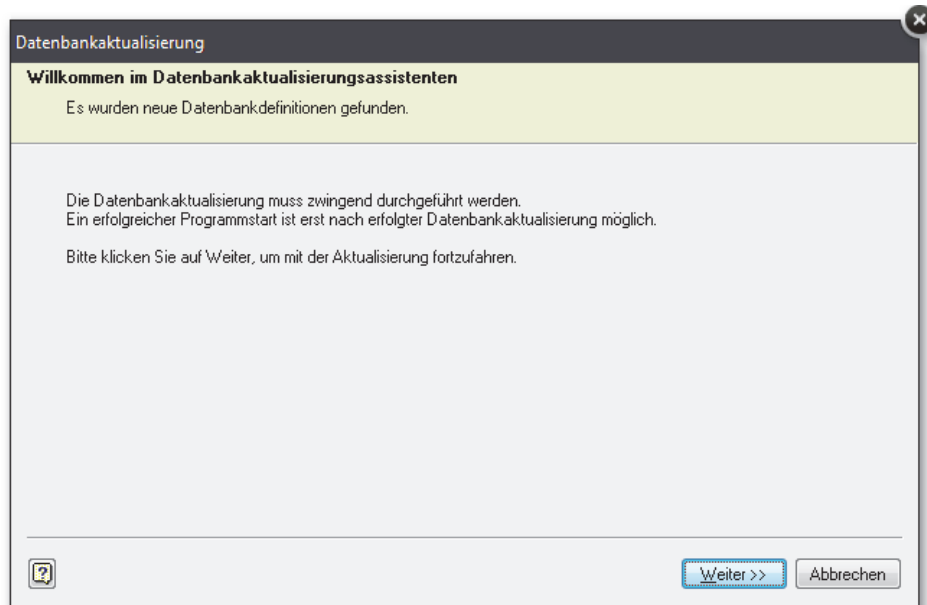 Datenbankaktualisierung
Willkommen im Datenbankaktualisierungsassistenten
Es wurden neue Datenbankdefinitionen gefunden.
Die Datenbankaktualisierung muss zwingend durchgeführt werden.
Ein erfolgreicher Programmstart ist erst nach erfolgter Datenbankaktualisierung möglich.
Bitte klicken Sie auf Weiter, um mit der Aktualisierung fortzufahren.
Weiter >> Abbrechen